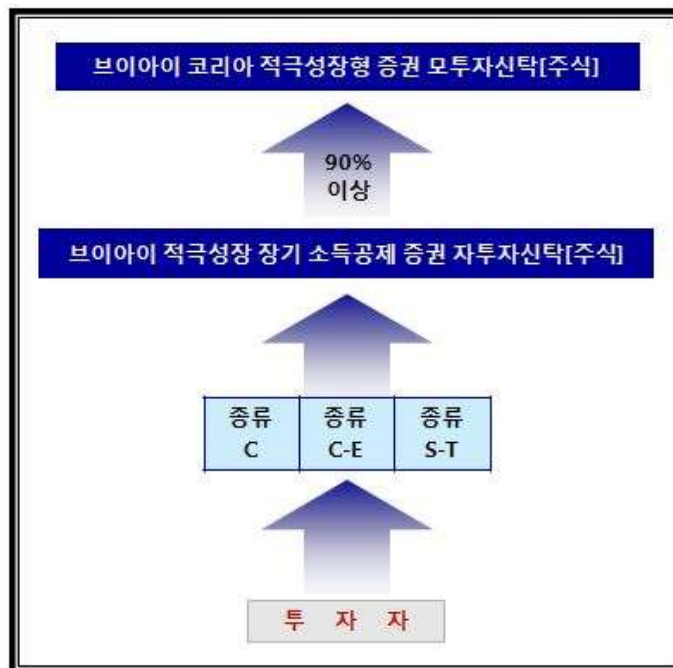 브이아이 코리아 적극성장형 증권 모투자신탁[주식]
90%
이상
브이아이 적극성장 장기 소득공제 증권 자투자신탁[주식]
종류 종류 종류
C C-E S-T
투 자 자